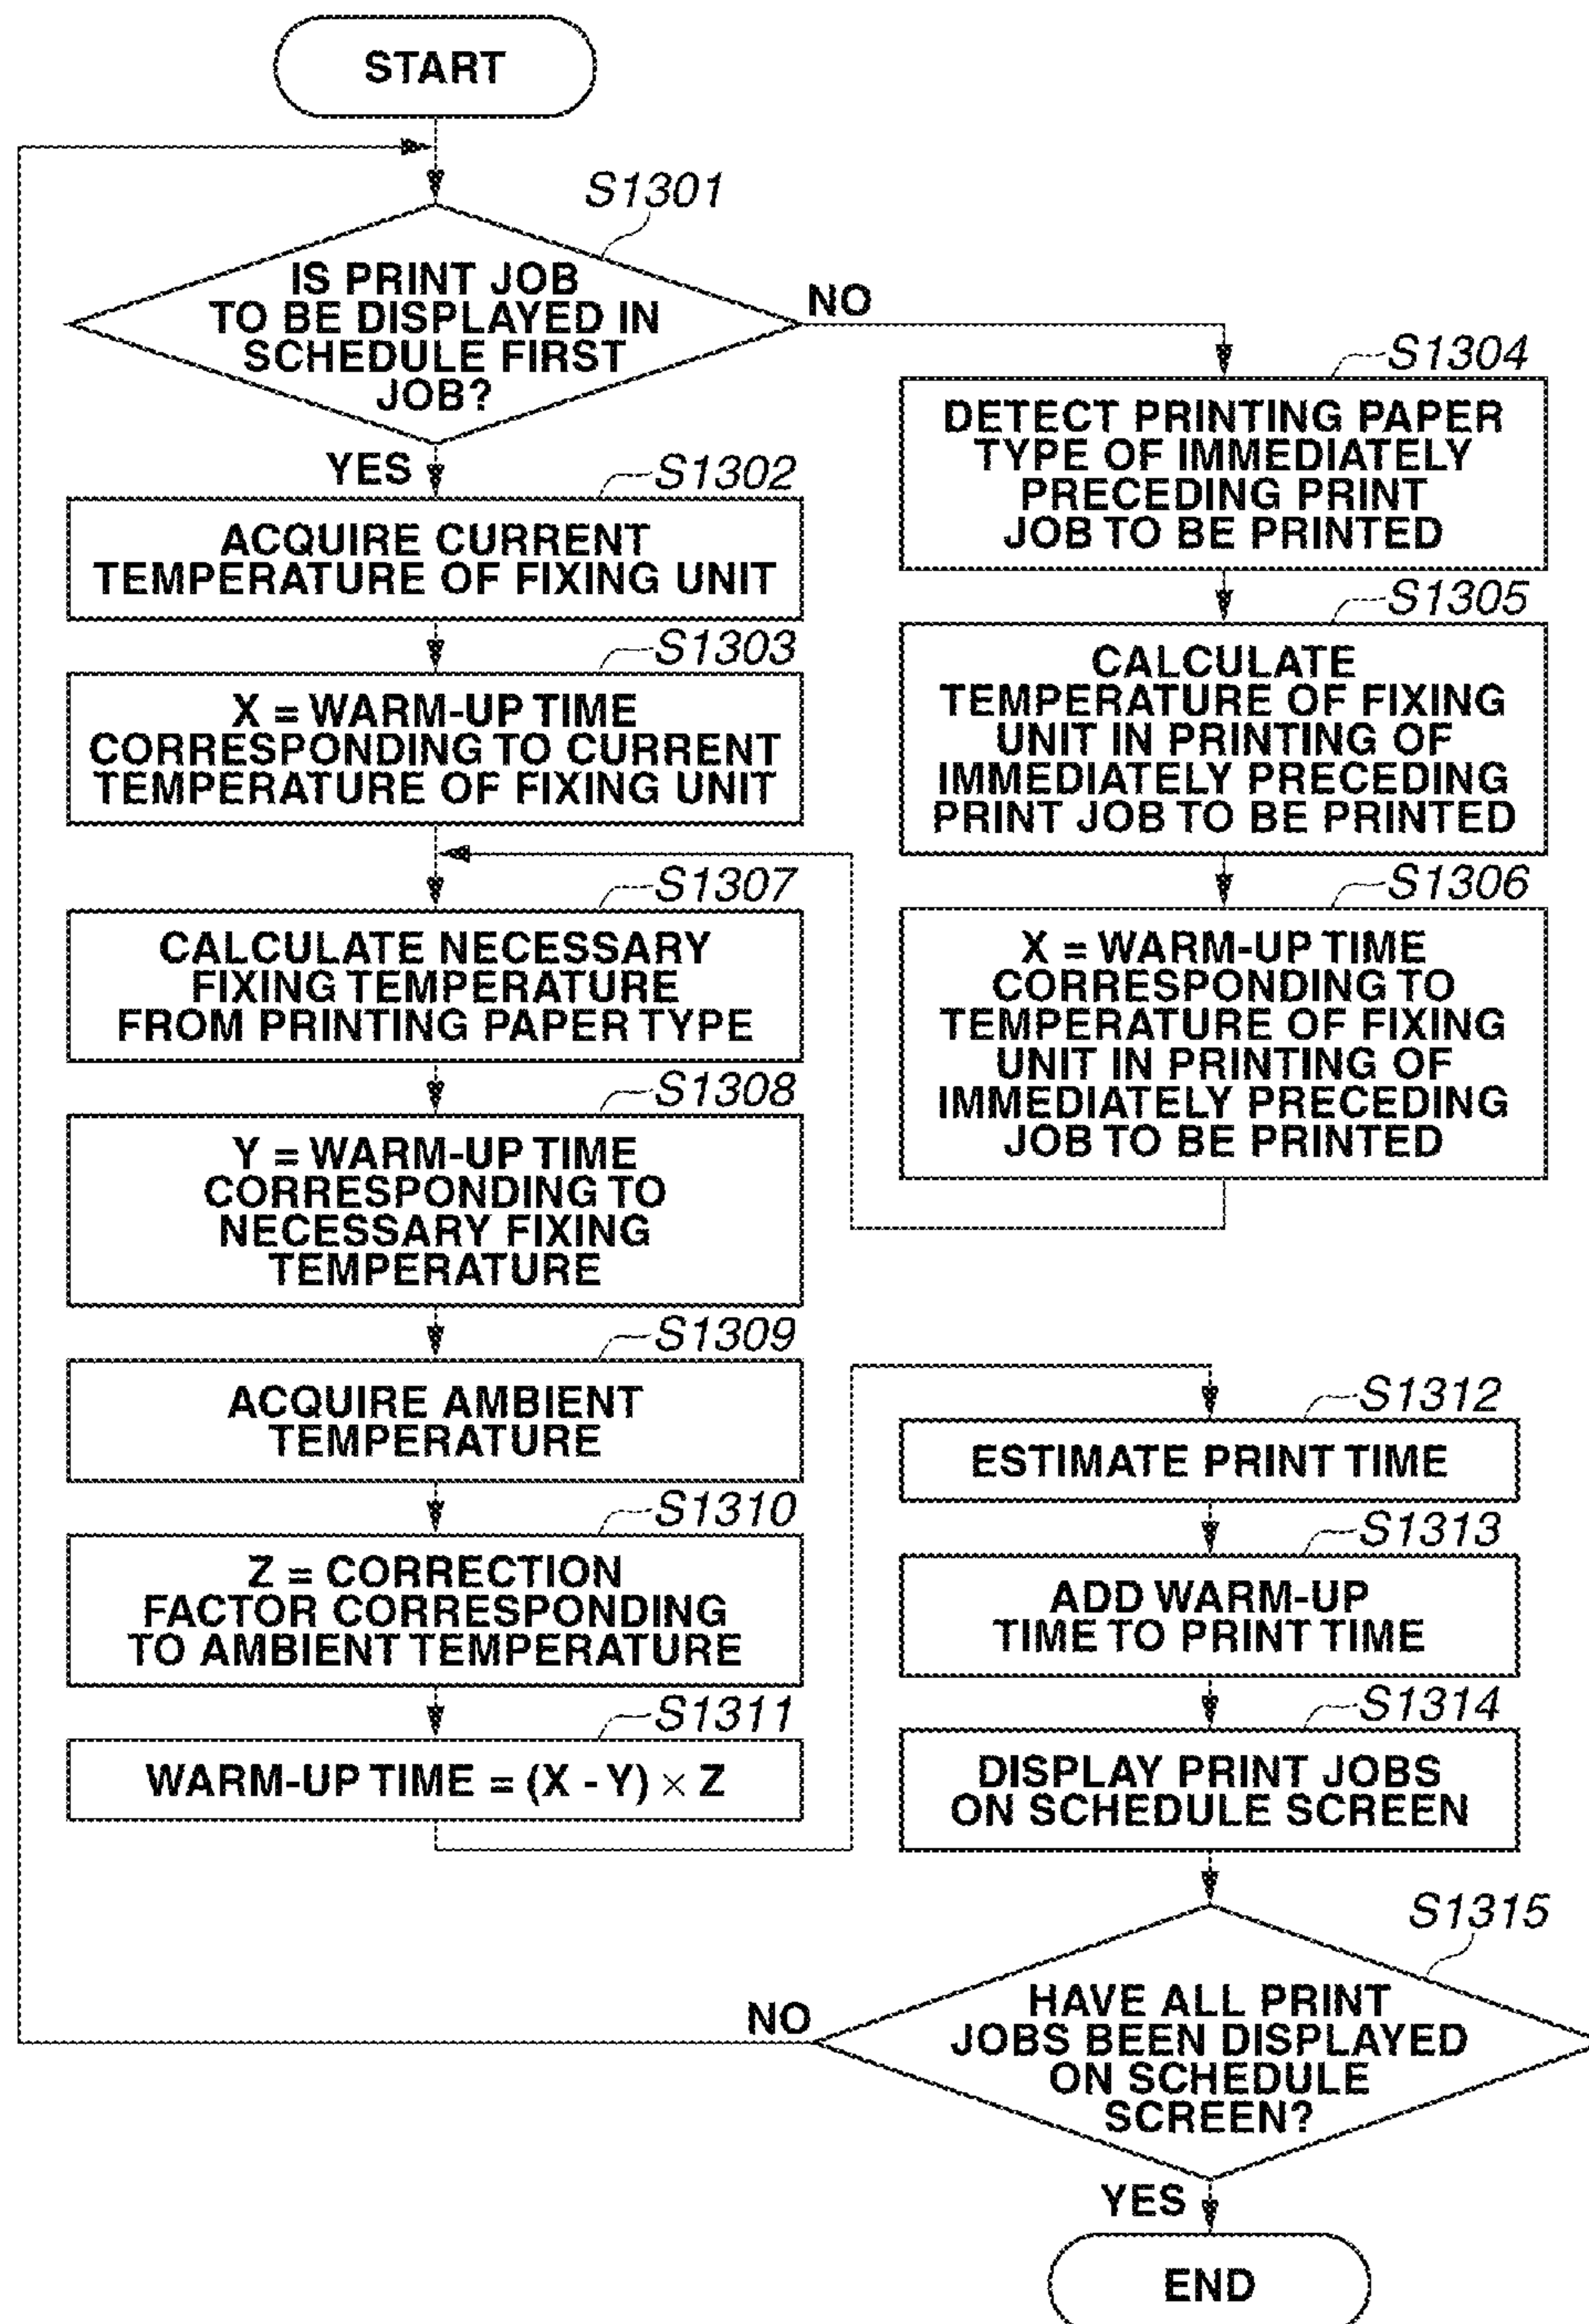 START
S1301
IS PRINT JOB
TO BE DISPLAYED IN
SCHEDULE FIRST
JOB?
NO
YES
S1302
ACQUIRE CURRENT
TEMPERATURE OF FIXING UNIT
S1303
X = WARM-UP TIME
CORRESPONDING TO CURRENT
TEMPERATURE OF FIXING UNIT
S1304
DETECT PRINTING PAPER
TYPE OF IMMEDIATELY
PRECEDING PRINT
JOB TO BE PRINTED
S1305
CALCULATE
TEMPERATURE OF FIXING
UNIT IN PRINTING OF
IMMEDIATELY PRECEDING
PRINT JOB TO BE PRINTED
S1306
X = WARM-UP TIME
CORRESPONDING TO
TEMPERATURE OF FIXING
UNIT IN PRINTING OF
IMMEDIATELY PRECEDING
JOB TO BE PRINTED
S1307
CALCULATE NECESSARY
FIXING TEMPERATURE
FROM PRINTING PAPER TYPE
S1308
Y = WARM-UP TIME
CORRESPONDING TO
NECESSARY FIXING
TEMPERATURE
S1309
ACQUIRE AMBIENT
TEMPERATURE
S1310
Z = CORRECTION
FACTOR CORRESPONDING
TO AMBIENT TEMPERATURE
S1311
WARM-UP TIME = (X - Y) × Z
S1312
ESTIMATE PRINT TIME
S1313
ADD WARM-UP
TIME TO PRINT TIME
S1314
DISPLAY PRINT JOBS
ON SCHEDULE SCREEN
S1315
HAVE ALL PRINT
JOBS BEEN DISPLAYED
ON SCHEDULE
SCREEN?
NO
YES
END